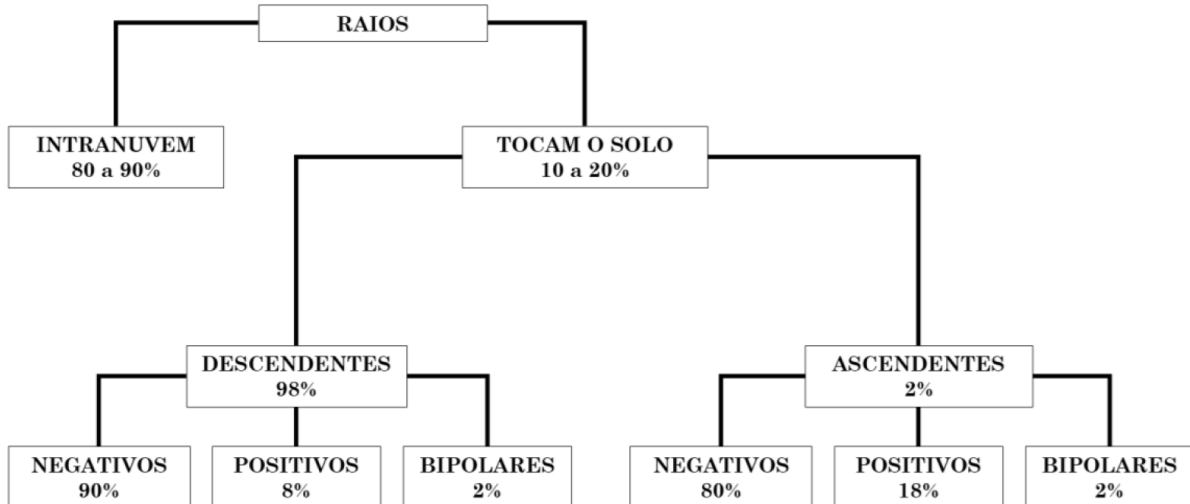 RAIOS
INTRANUVEM
80 a 90%
TOCAM O SOLO
10 a 20%
DESCENDENTES
98%
ASCENDENTES
2%
NEGATIVOS
90%
POSITIVOS
8%
BIPOLARES
2%
NEGATIVOS
80%
POSITIVOS
18%
BIPOLARES
2%